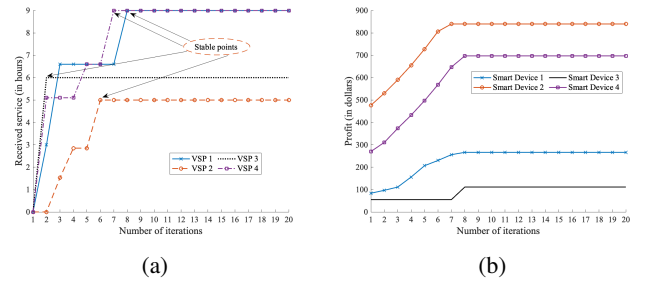 9
8
7
6
5
4
3
2
1
0
Received service (in hours)
Stable points
VSP 1
VSP 3
VSP 2
VSP 4
1 2 3 4 5 6 7 8 9 10 11 12 13 14 15 16 17 18 19 20
Number of iterations
(a)
900
800
700
600
500
400
300
200
100
0
Profit (in dollars)
Smart Device 1
Smart Device 3
Smart Device 2
Smart Device 4
1 2 3 4 5 6 7 8 9 10 11 12 13 14 15 16 17 18 19 20
Number of iterations
(b)